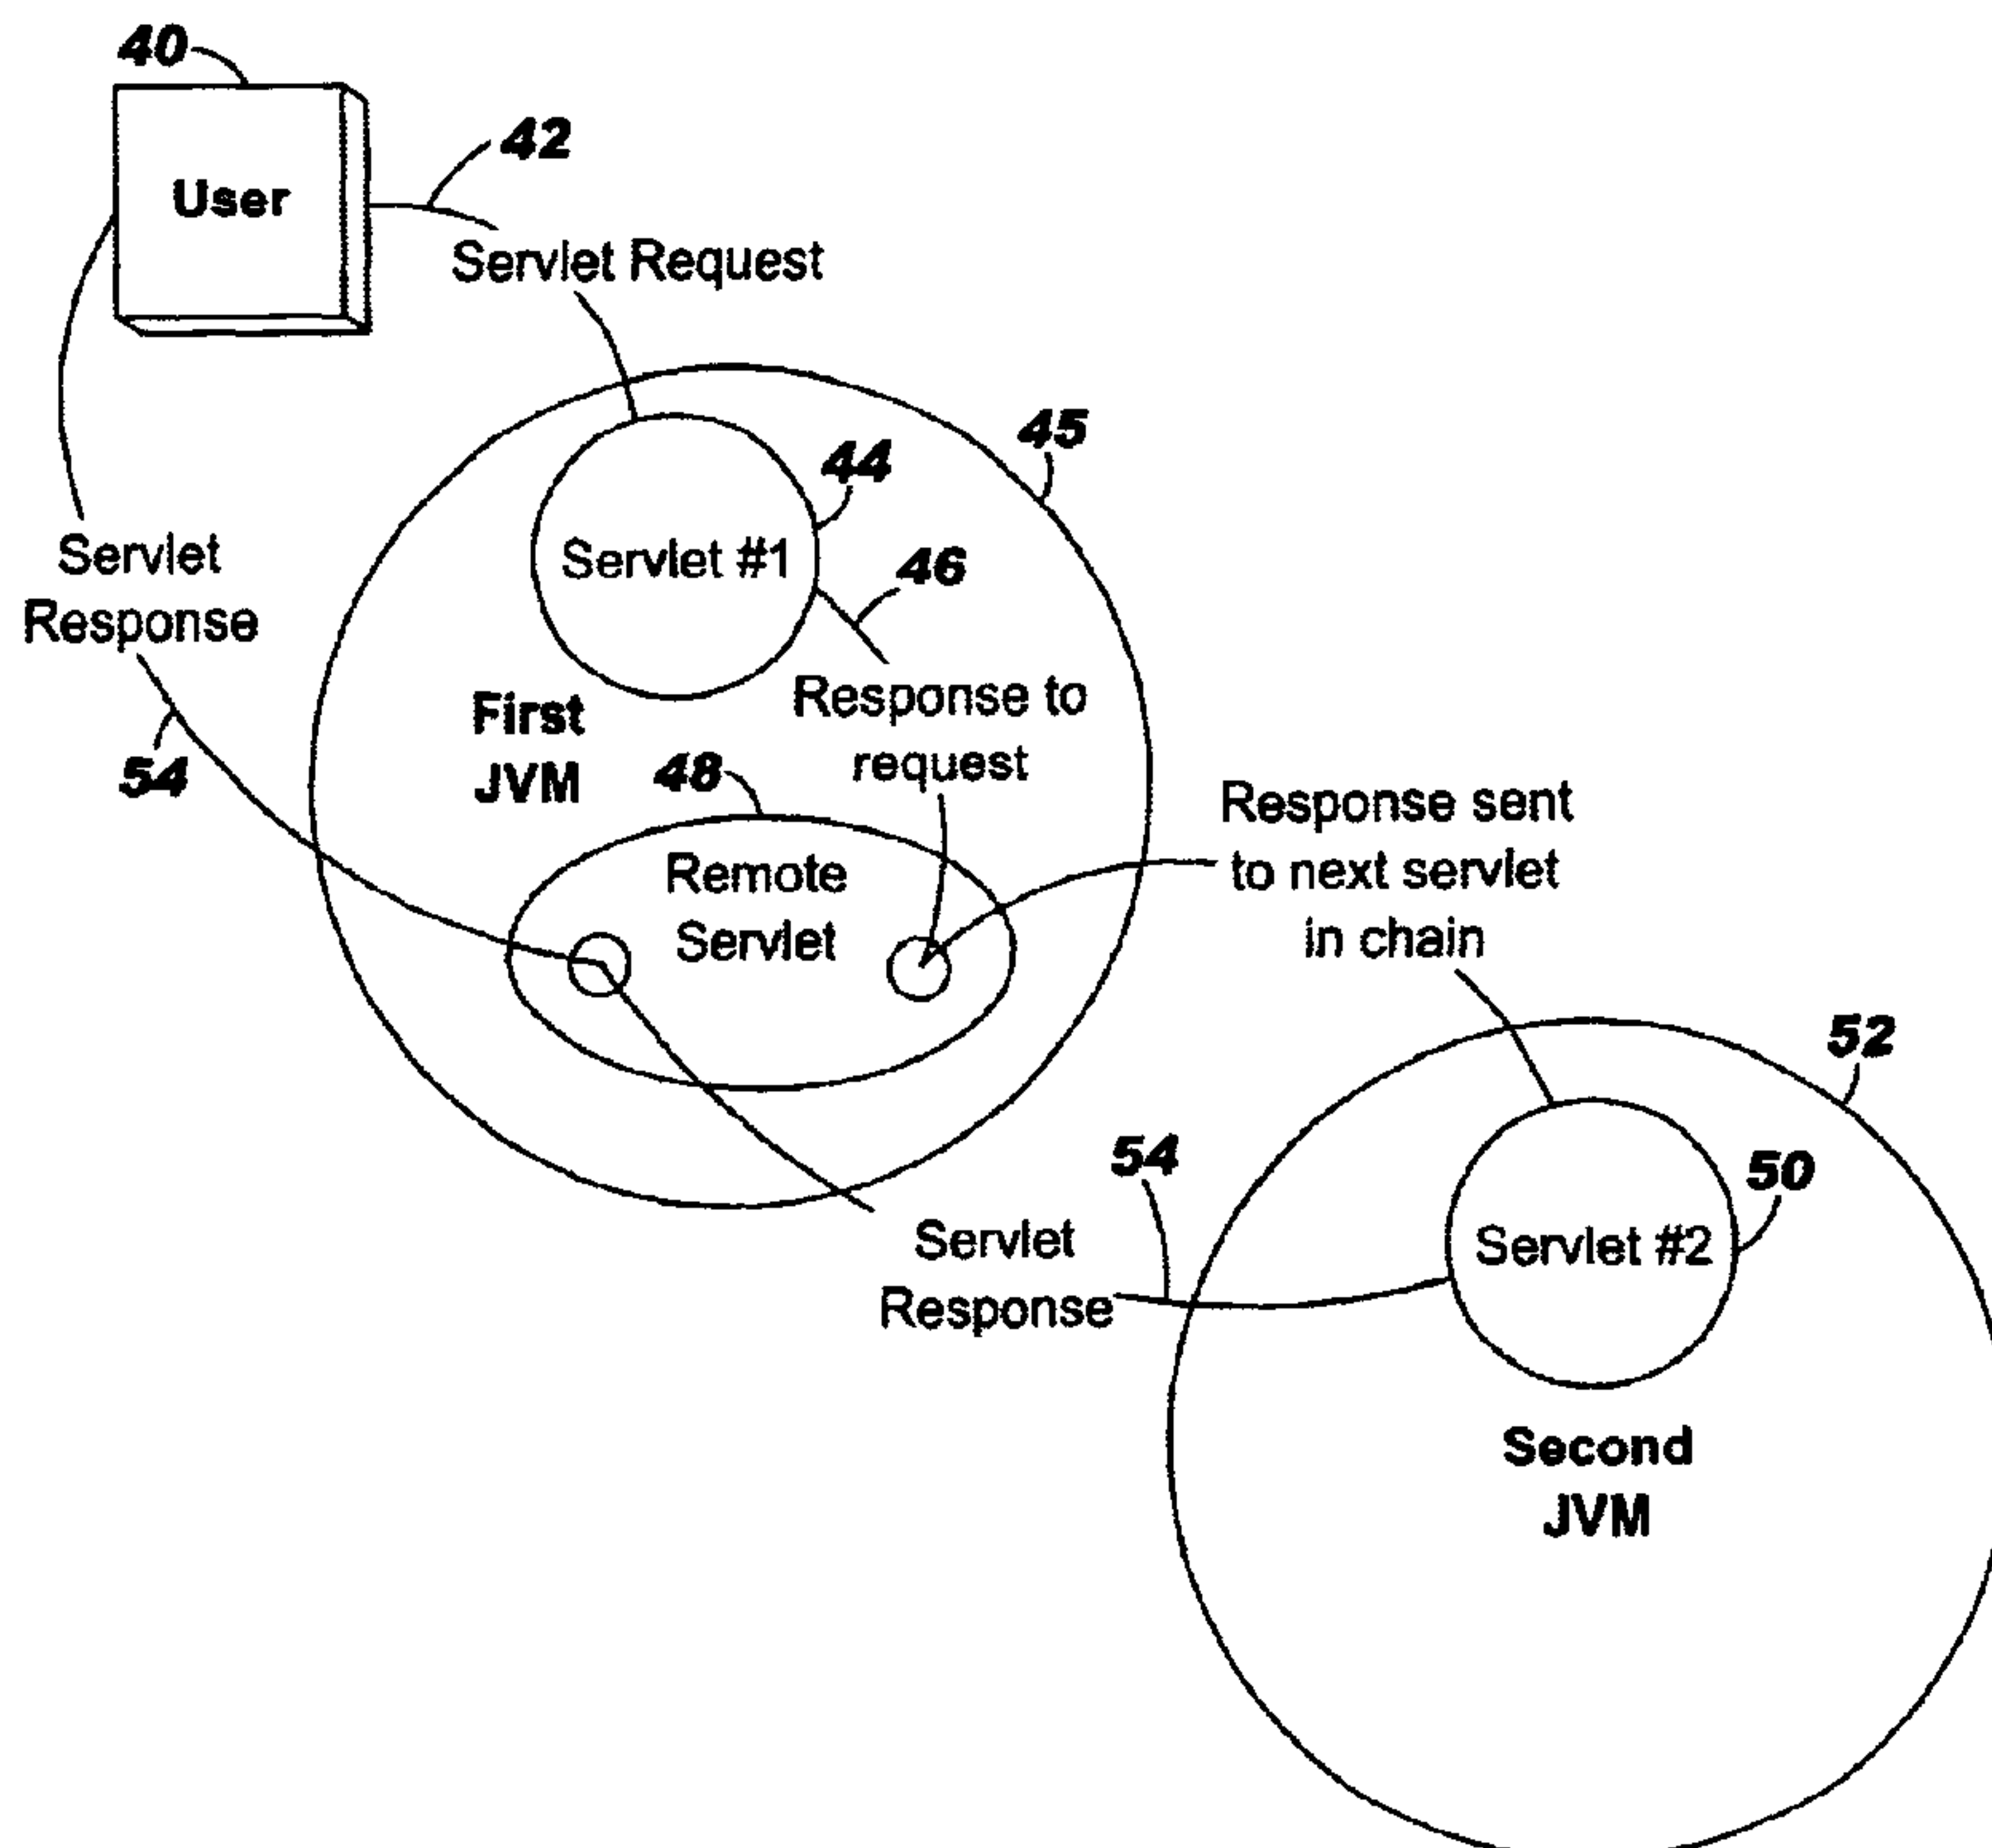 40
42
User
Servlet Request
45
44
Servlet #1
46
Servlet
Response
First
JVM
Response to
request
54
48
Response sent
to next servlet
in chain
Remote
Servlet
52
54
50
Servlet
Response
Servlet #2
Second
JVM